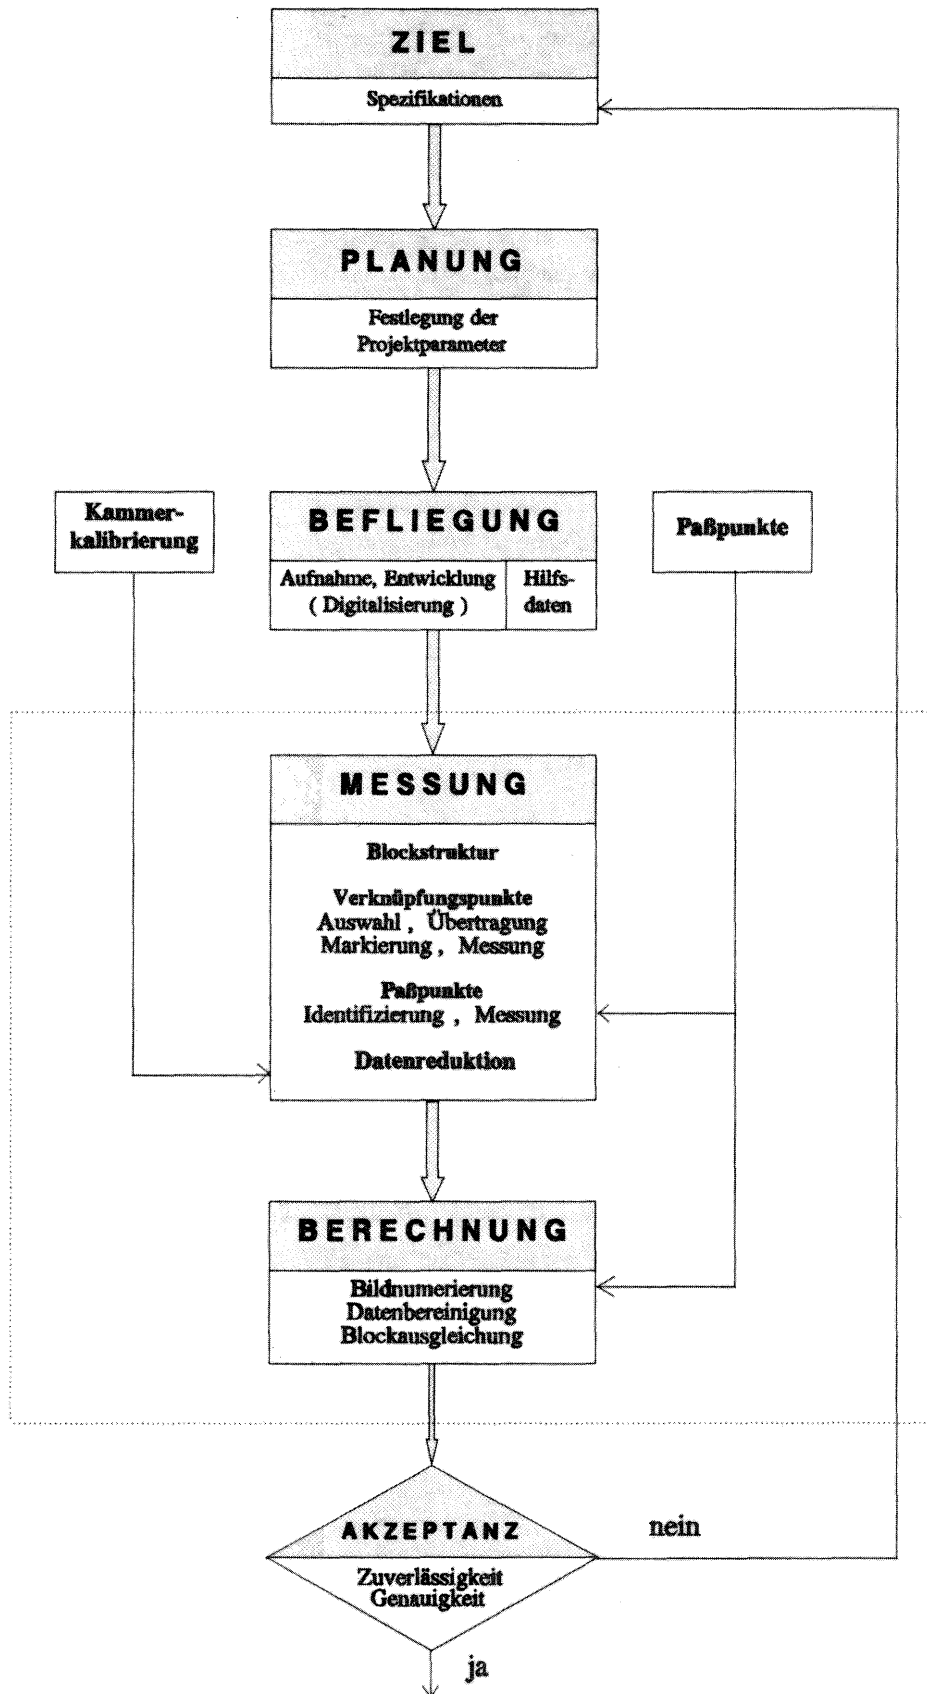 ZIEL
Spezifikationen
PLANUNG
Festlegung der
Projektparameter
Kammer-
kalibrierung
BEFLIEGUNG
Aufnahme, Entwicklung
( Digitalisierung )
Hilfs-
daten
Paßpunkte
MESSUNG
Blockstruktur
Verknüpfungspunkte
Auswahl , Übertragung
Markierung , Messung
Paßpunkte
Identifizierung , Messung
Datenreduktion
BERECHNUNG
Bildnumerierung
Datenbereinigung
Blockausgleichung
AKZEPTANZ
Zuverlässigkeit
Genauigkeit
nein
ja